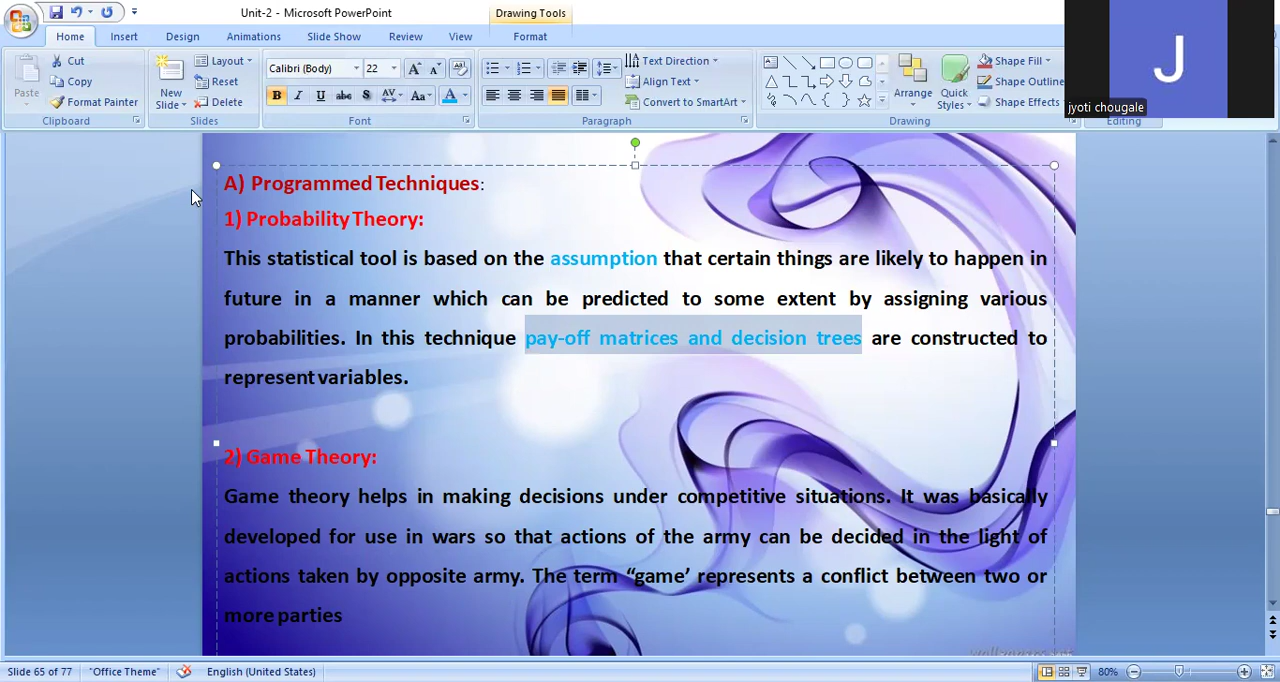 Unit-2 - Microsoft PowerPoint
Drawing Tools
Home
Insert
Design
Animations
Slide Show
Review
View
Format
Paste
Cut
Copy
Format Painter
Clipboard
New
Slide
Layout
Reset
Delete
Slides
Calibri (Body)
22
B I U abc S AV Aa A
Font
Text Direction
Align Text
Convert to SmartArt
Paragraph
Arrange
Quick
Styles
Shape Fill
Shape Outline
Shape Effects
Drawing
Editing
J
jyoti chougale
A) Programmed Techniques:
1) Probability Theory:
This statistical tool is based on the assumption that certain things are likely to happen in
future in a manner which can be predicted to some extent by assigning various
probabilities. In this technique pay-off matrices and decision trees are constructed to
represent variables.
2) Game Theory:
Game theory helps in making decisions under competitive situations. It was basically
developed for use in wars so that actions of the army can be decided in the light of
actions taken by opposite army. The term “game’ represents a conflict between two or
more parties
Slide 65 of 77
"Office Theme"
English (United States)
80%